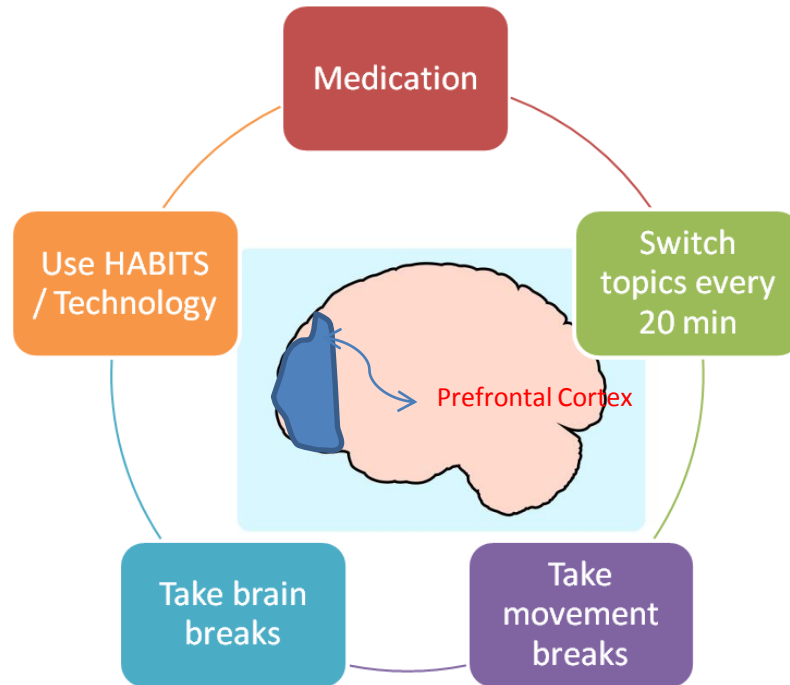 Medication
Switch
topics every
20 min
Take
movement
breaks
Take brain
breaks
Use HABITS
/ Technology
Prefrontal Cortex